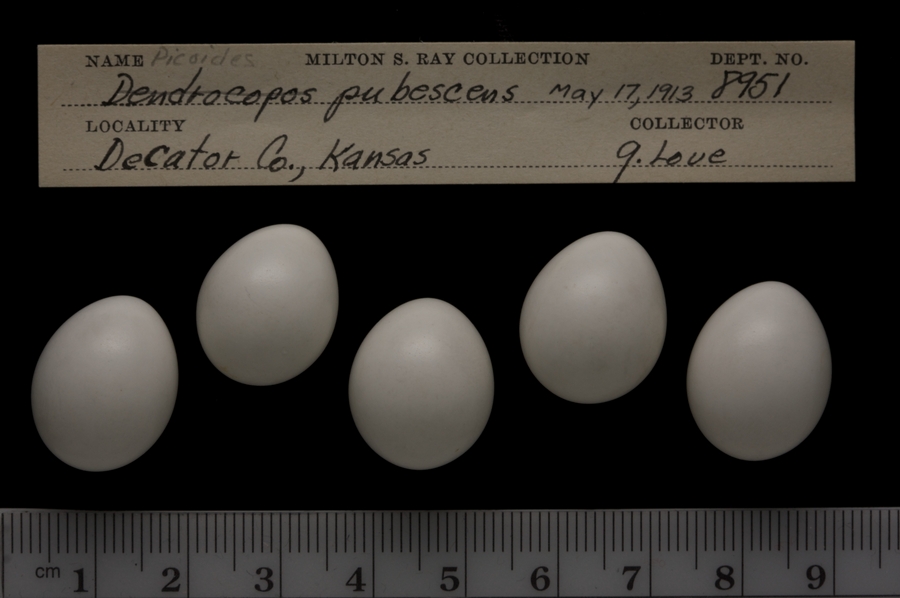 NAME Picoides MILTON S. RAY COLLECTION DEPT. NO.
Dendrocopos pubescens May 17, 1913 8951
LOCALITY COLLECTOR
Decator Co., Kansas G. Love
cm 1 2 3 4 5 6 7 8 9